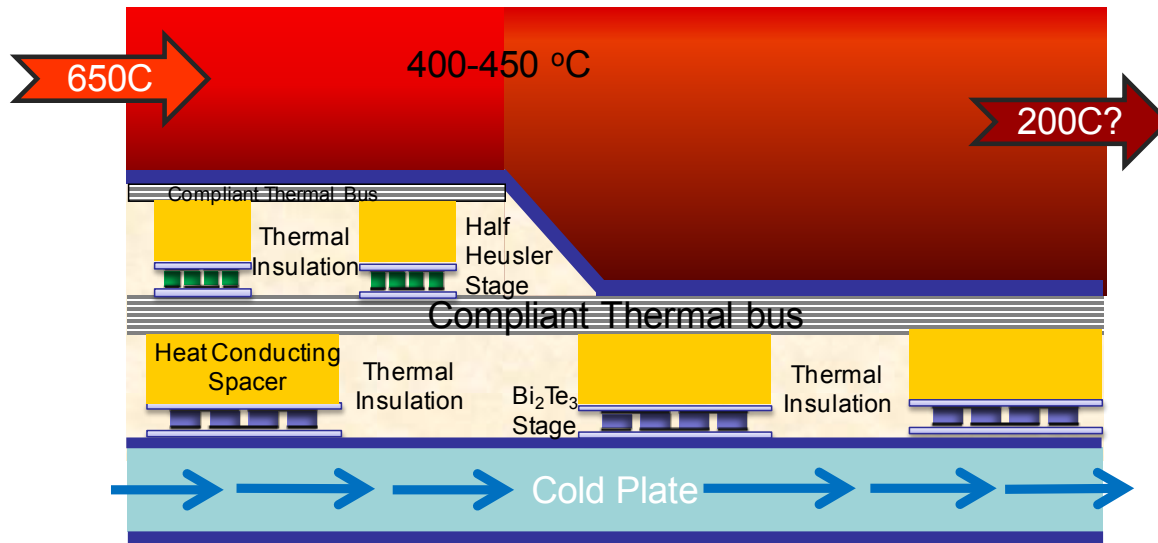 400-450 °C
650C
200C?
Compliant Thermal Bus
Thermal
Insulation
Half
Heusler
Stage
Compliant Thermal bus
Heat Conducting
Spacer
Thermal
Insulation
Bi₂Te₃
Stage
Thermal
Insulation
Cold Plate